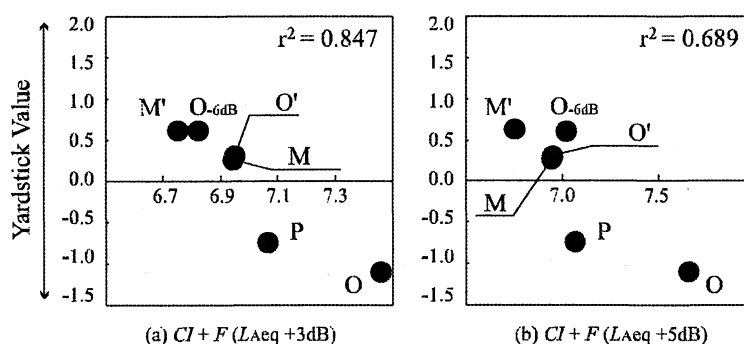 r² = 0.847
2.0
1.5
1.0
0.5
0.0
-0.5
-1.0
-1.5
M' O-6dB
O'
M
6.7 6.9 7.1 7.3
P
O
Yardstick Value
(a) CI + F (LAeq +3dB)
r² = 0.689
2.0
1.5
1.0
0.5
0.0
-0.5
-1.0
-1.5
M' O-6dB
O'
7.0 7.5
M
P
O
(b) CI + F (LAeq +5dB)